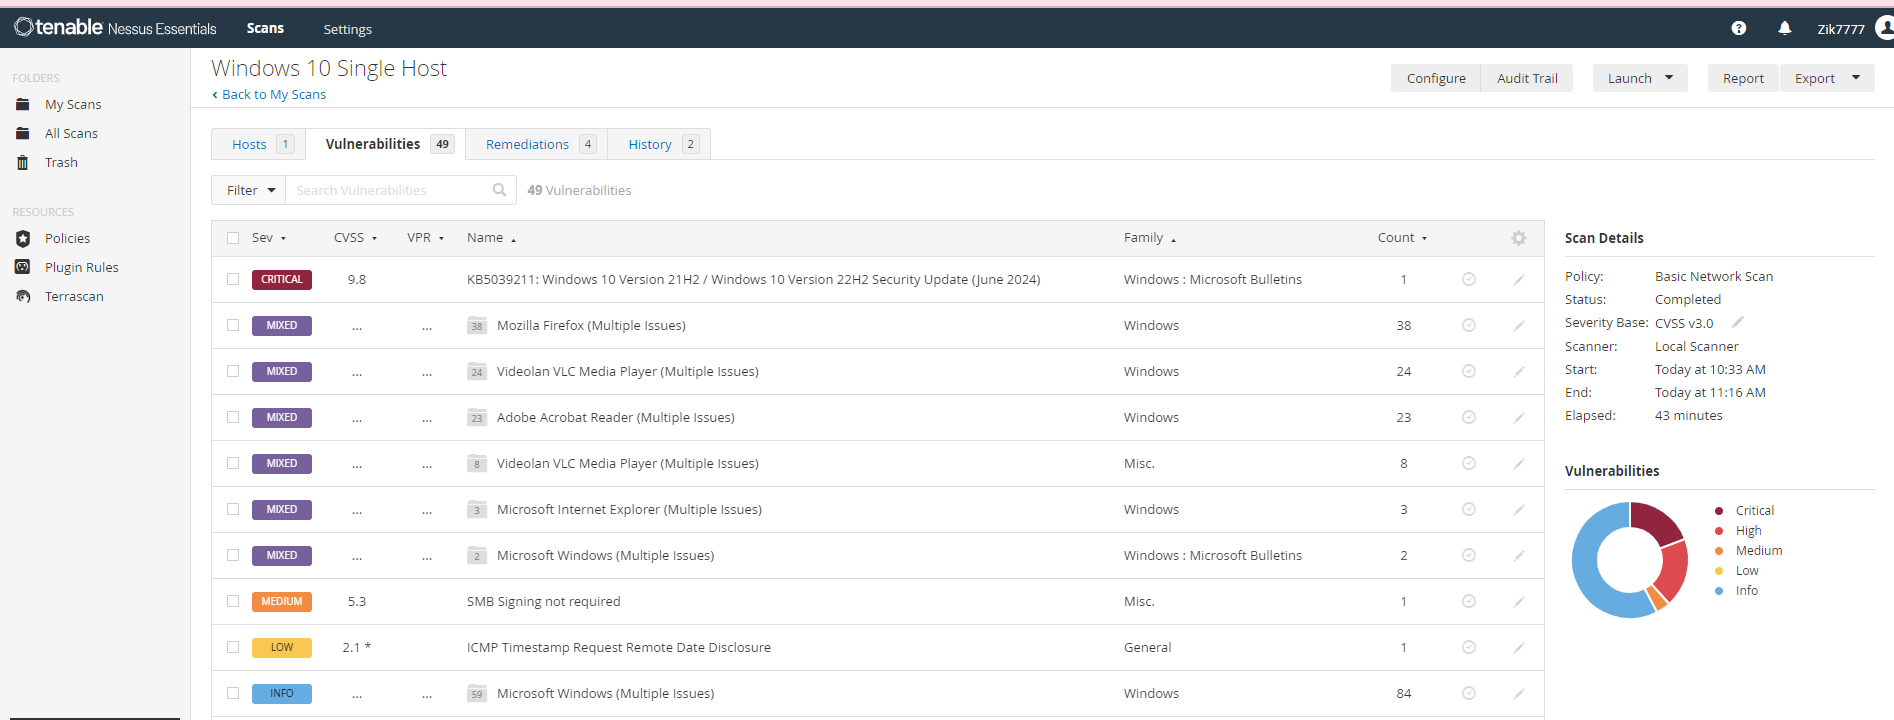 tenable Nessus Essentials Scans Settings Zik7777
FOLDERS
My Scans
All Scans
Trash
RESOURCES
Policies
Plugin Rules
Terrascan
Windows 10 Single Host
Back to My Scans
Configure Audit Trail Launch Report Export
Hosts 1 Vulnerabilities 49 Remediations 4 History 2
Filter Search Vulnerabilities 49 Vulnerabilities
Sev CVSS VPR Name Family Count
CRITICAL 9.8 KB5039211: Windows 10 Version 21H2 / Windows 10 Version 22H2 Security Update (June 2024) Windows : Microsoft Bulletins 1
MIXED ... ... 38 Mozilla Firefox (Multiple Issues) Windows 38
MIXED ... ... 24 Videolan VLC Media Player (Multiple Issues) Windows 24
MIXED ... ... 23 Adobe Acrobat Reader (Multiple Issues) Windows 23
MIXED ... ... 8 Videolan VLC Media Player (Multiple Issues) Misc. 8
MIXED ... ... 3 Microsoft Internet Explorer (Multiple Issues) Windows 3
MIXED ... ... 2 Microsoft Windows (Multiple Issues) Windows : Microsoft Bulletins 2
MEDIUM 5.3 SMB Signing not required Misc. 1
LOW 2.1 * ICMP Timestamp Request Remote Date Disclosure General 1
INFO ... ... 59 Microsoft Windows (Multiple Issues) Windows 84
Scan Details
Policy: Basic Network Scan
Status: Completed
Severity Base: CVSS v3.0
Scanner: Local Scanner
Start: Today at 10:33 AM
End: Today at 11:16 AM
Elapsed: 43 minutes
Vulnerabilities
Critical
High
Medium
Low
Info